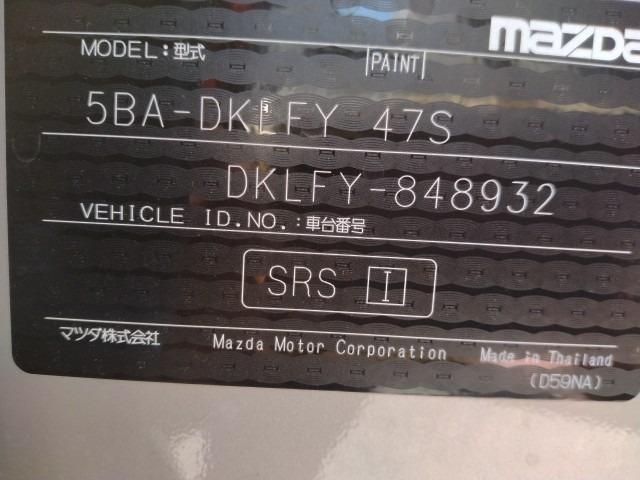 mazda
MODEL:型式 PAINT
5BA-DKLFY 47S
DKLFY-848932
VEHICLE ID.NO.:車台番号
SRS I
マツダ株式会社 Mazda Motor Corporation Made in Thailand
(D59NA)